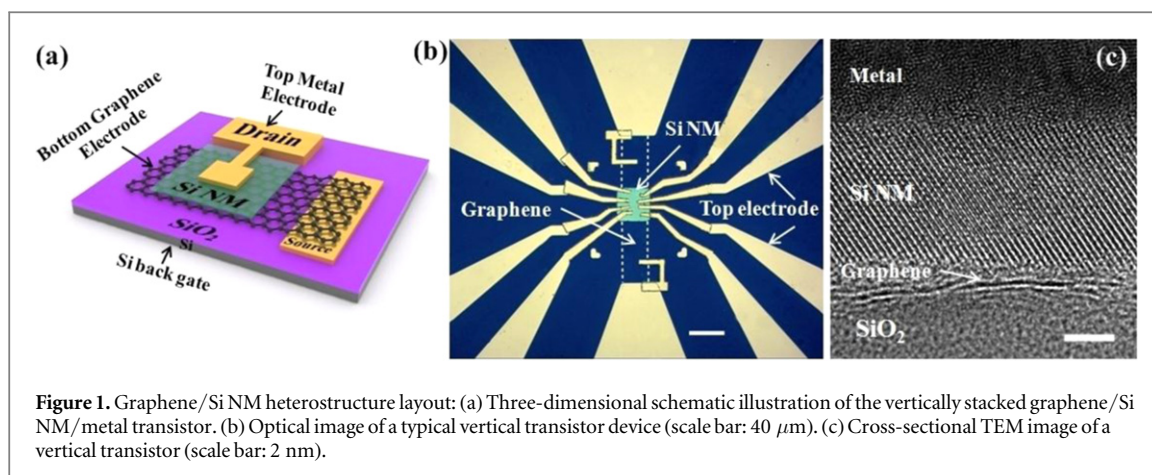 (a)
Top Metal
Electrode
Bottom Graphene
Electrode
Drain
Si NM
SiO₂
Source
Si
Si back gate
(b)
Si NM
Graphene
Top electrode
(c)
Metal
Si NM
Graphene
SiO₂
Figure 1. Graphene/Si NM heterostructure layout: (a) Three-dimensional schematic illustration of the vertically stacked graphene/Si
NM/metal transistor. (b) Optical image of a typical vertical transistor device (scale bar: 40 μm). (c) Cross-sectional TEM image of a
vertical transistor (scale bar: 2 nm).